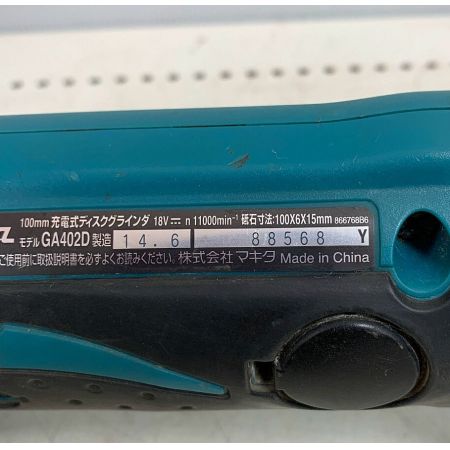 100mm 充電式ディスクグラインダ 18V⎓ n 11000min⁻¹ 砥石寸法:100X6X15mm 866768B6
モデル GA402D 製造 14.6 88568 Y
ご使用前に取扱説明書を必ずよくお読みください。株式会社マキタ Made in China